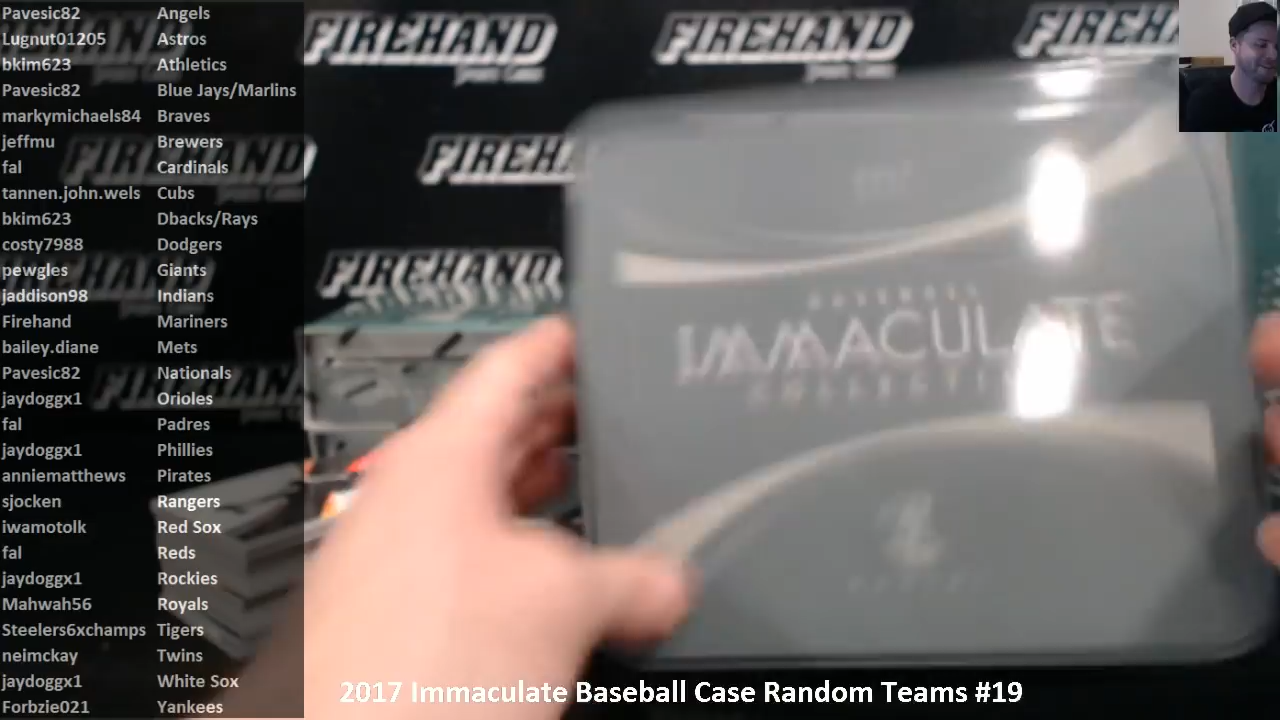 Pavesic82 Angels
Lugnut01205 Astros
bkim623 Athletics
Pavesic82 Blue Jays/Marlins
markymichaels84 Braves
jeffmu Brewers
fal Cardinals
tannen.john.wels Cubs
bkim623 Dbacks/Rays
costy7988 Dodgers
pewgles Giants
jaddison98 Indians
Firehand Mariners
bailey.diane Mets
Pavesic82 Nationals
jaydoggx1 Orioles
fal Padres
jaydoggx1 Phillies
anniematthews Pirates
sjocken Rangers
iwamotolk Red Sox
fal Reds
jaydoggx1 Rockies
Mahwah56 Royals
Steelers6xchamps Tigers
neimckay Twins
jaydoggx1 White Sox
Forbzie021 Yankees
FIREHAND
FIREHAND
FIREHAND
FIREHAND
FIREHA
FIREHAND
FIREHAND
BASEBALL
IMMACULATE
COLLECTI
2017 Immaculate Baseball Case Random Teams #19